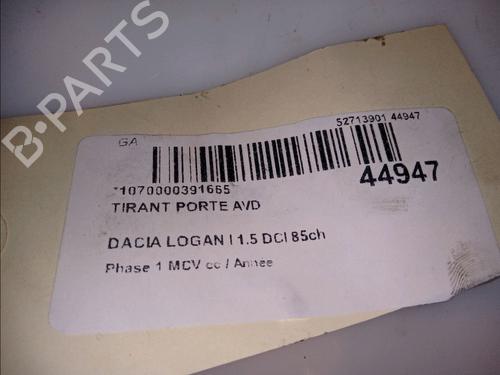 B-PARTS
52713901 44947
GA
*1070000391665*
44947
TIRANT PORTE AVD
DACIA LOGAN I 1.5 DCI 85ch
Phase 1 MCV cc / Annee